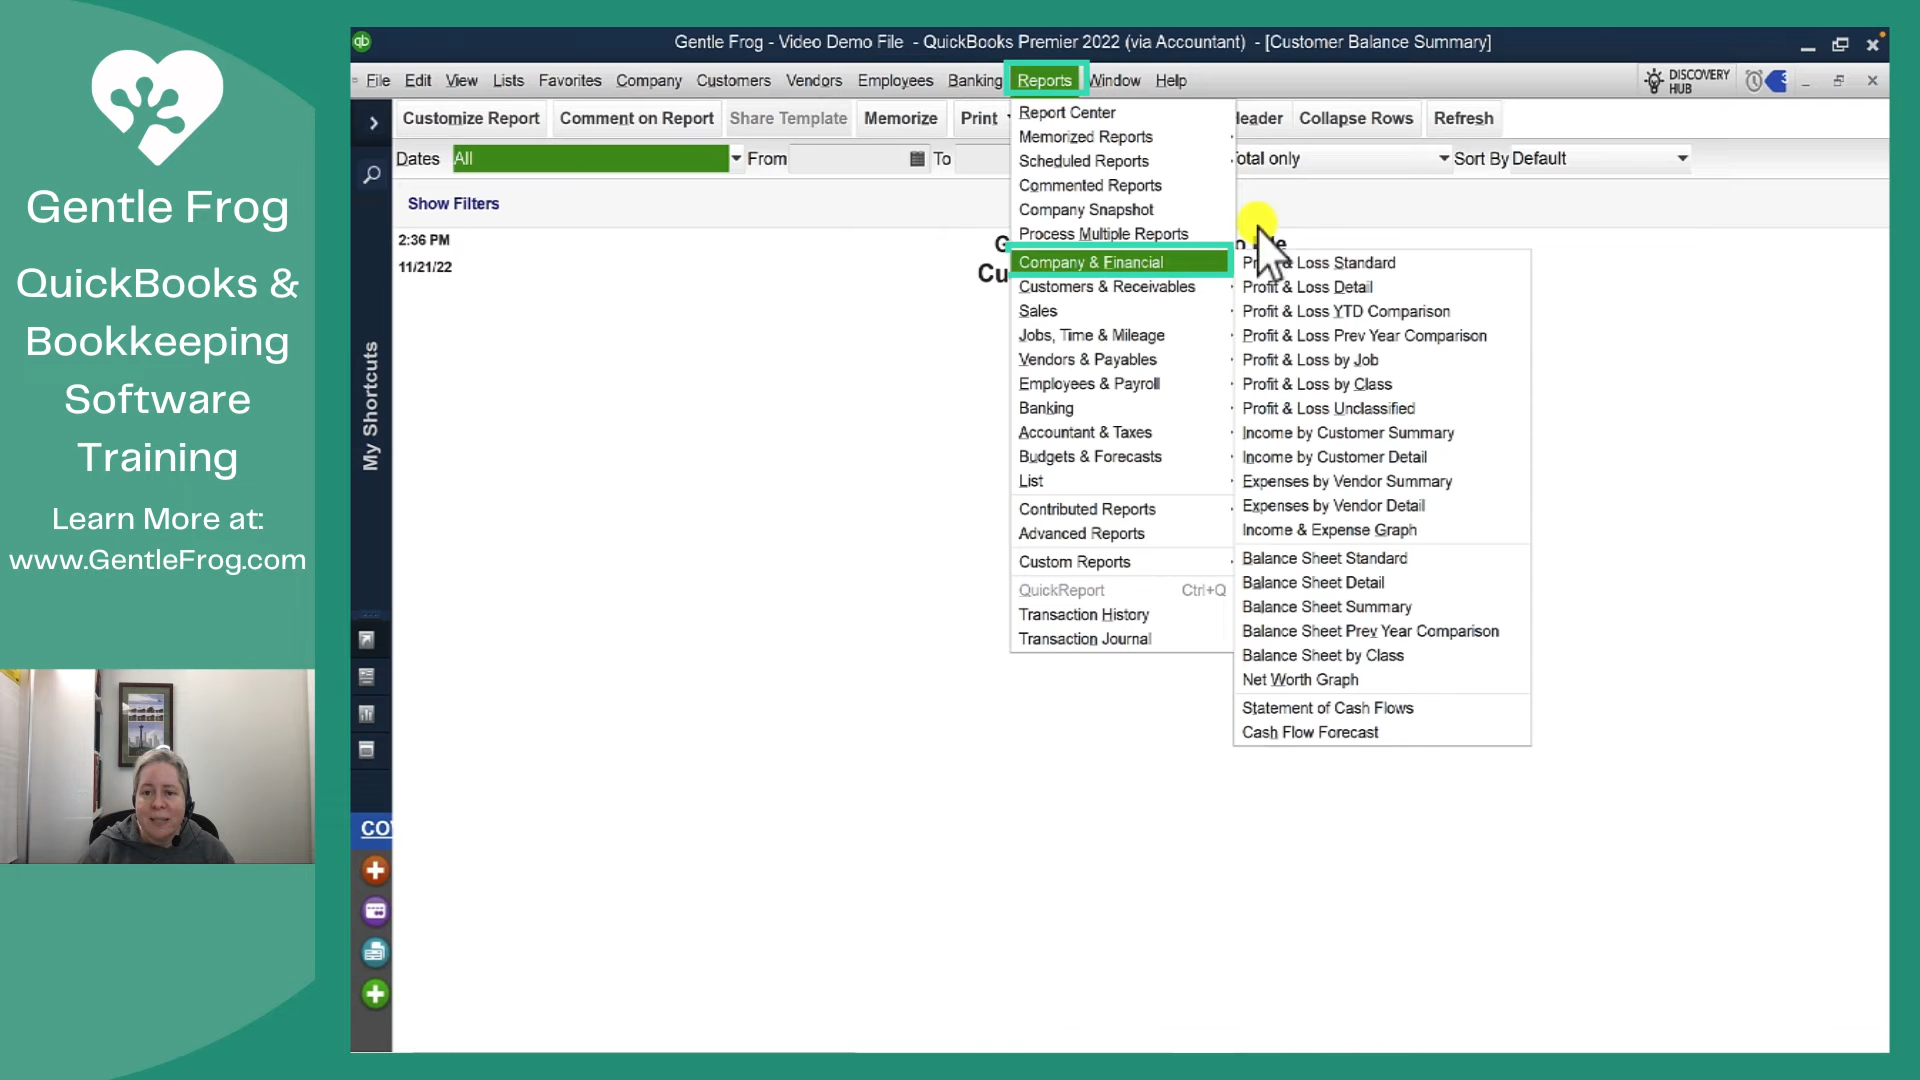 Gentle Frog
QuickBooks &
Bookkeeping
Software
Training
Learn More at:
www.GentleFrog.com
qb
Gentle Frog - Video Demo File - QuickBooks Premier 2022 (via Accountant) - [Customer Balance Summary]
File Edit View Lists Favorites Company Customers Vendors Employees Banking Reports Window Help
DISCOVERY
HUB
Customize Report Comment on Report Share Template Memorize Print Header Collapse Rows Refresh
Dates All From To Total only Sort By Default
Show Filters
2:36 PM
11/21/22
My Shortcuts
Report Center
Memorized Reports
Scheduled Reports
Commented Reports
Company Snapshot
Process Multiple Reports
Company & Financial
Customers & Receivables
Sales
Jobs, Time & Mileage
Vendors & Payables
Employees & Payroll
Banking
Accountant & Taxes
Budgets & Forecasts
List
Contributed Reports
Advanced Reports
Custom Reports
QuickReport Ctrl+Q
Transaction History
Transaction Journal
Profit & Loss Standard
Profit & Loss Detail
Profit & Loss YTD Comparison
Profit & Loss Prev Year Comparison
Profit & Loss by Job
Profit & Loss by Class
Profit & Loss Unclassified
Income by Customer Summary
Income by Customer Detail
Expenses by Vendor Summary
Expenses by Vendor Detail
Income & Expense Graph
Balance Sheet Standard
Balance Sheet Detail
Balance Sheet Summary
Balance Sheet Prev Year Comparison
Balance Sheet by Class
Net Worth Graph
Statement of Cash Flows
Cash Flow Forecast